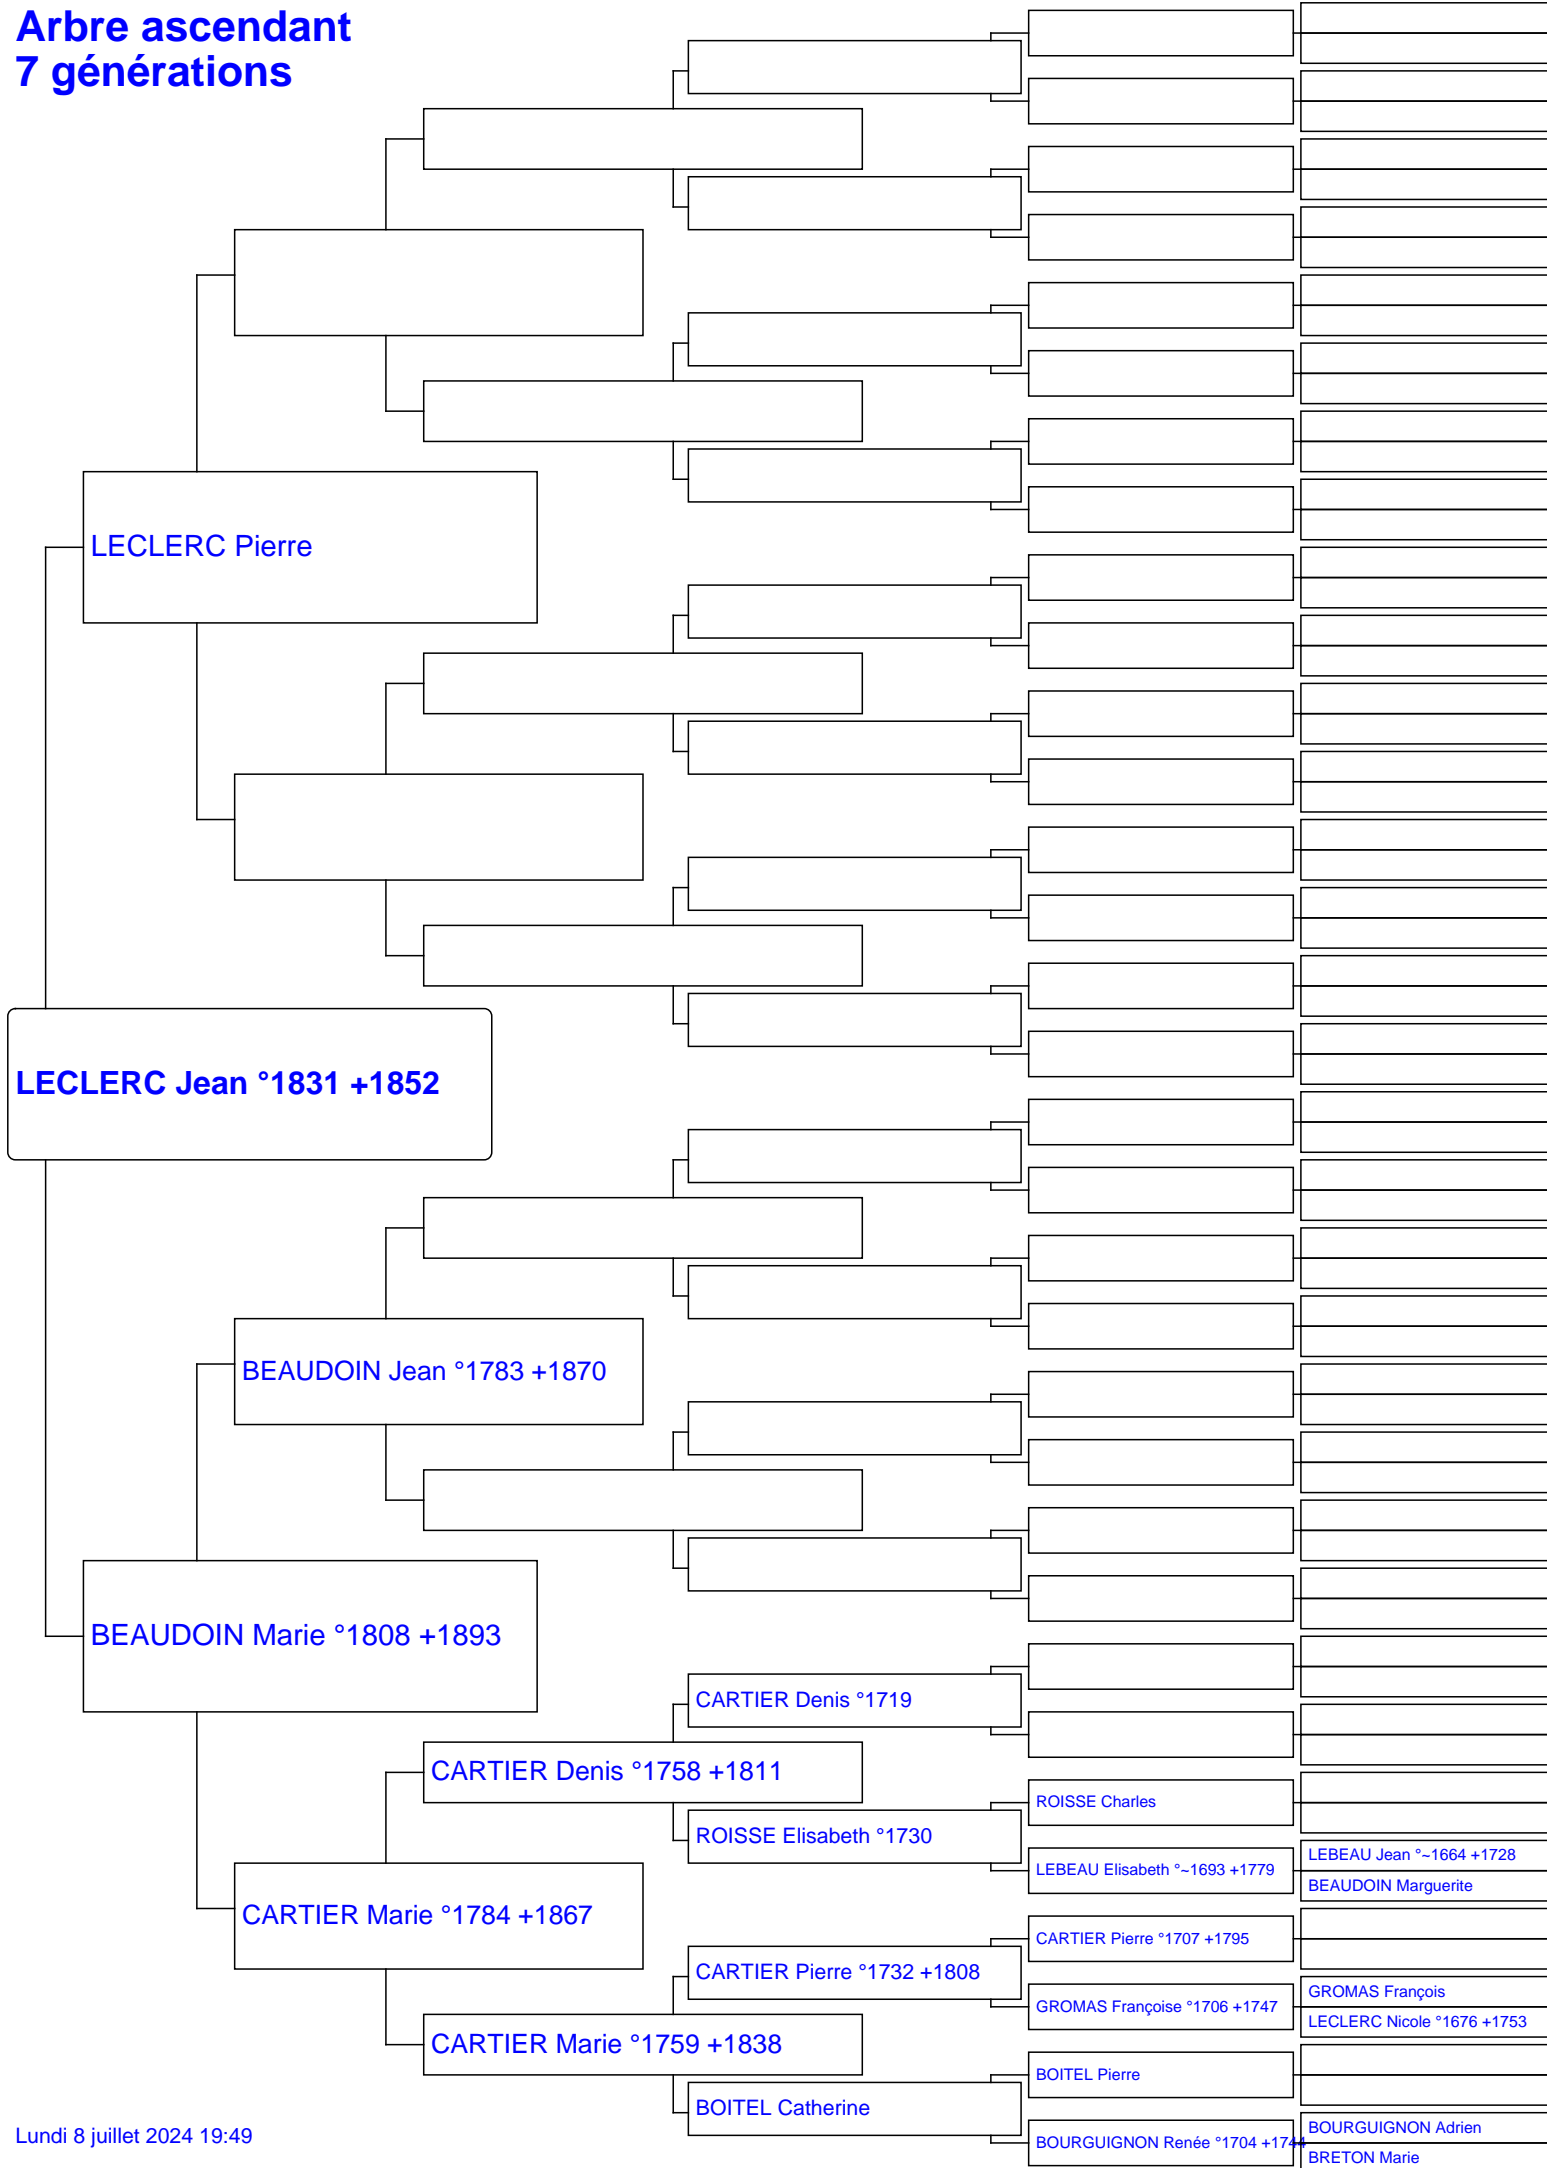 Arbre ascendant
7 générations
LECLERC Pierre
LECLERC Jean °1831 +1852
BEAUDOIN Jean °1783 +1870
BEAUDOIN Marie °1808 +1893
CARTIER Denis °1719
CARTIER Denis °1758 +1811
ROISSE Charles
ROISSE Elisabeth °1730
LEBEAU Jean °~1664 +1728
LEBEAU Elisabeth °~1693 +1779
BEAUDOIN Marguerite
CARTIER Marie °1784 +1867
CARTIER Pierre °1707 +1795
CARTIER Pierre °1732 +1808
GROMAS François
GROMAS Françoise °1706 +1747
LECLERC Nicole °1676 +1753
CARTIER Marie °1759 +1838
BOITEL Pierre
BOITEL Catherine
BOURGUIGNON Adrien
BOURGUIGNON Renée °1704 +1744
BRETON Marie
Lundi 8 juillet 2024 19:49